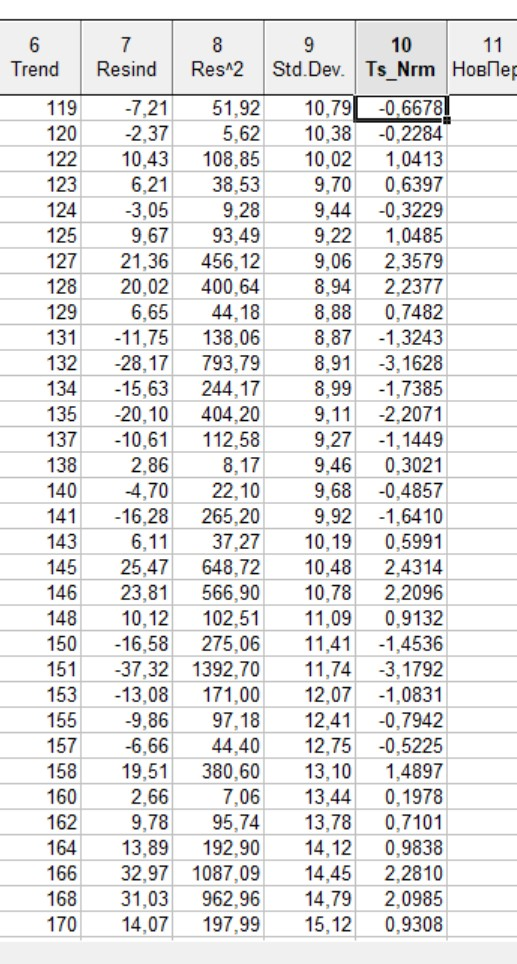 6 7 8 9 10 11
Trend Resind Res^2 Std.Dev. Ts_Nrm НовПер
119 -7,21 51,92 10,79 -0,6678
120 -2,37 5,62 10,38 -0,2284
122 10,43 108,85 10,02 1,0413
123 6,21 38,53 9,70 0,6397
124 -3,05 9,28 9,44 -0,3229
125 9,67 93,49 9,22 1,0485
127 21,36 456,12 9,06 2,3579
128 20,02 400,64 8,94 2,2377
129 6,65 44,18 8,88 0,7482
131 -11,75 138,06 8,87 -1,3243
132 -28,17 793,79 8,91 -3,1628
134 -15,63 244,17 8,99 -1,7385
135 -20,10 404,20 9,11 -2,2071
137 -10,61 112,58 9,27 -1,1449
138 2,86 8,17 9,46 0,3021
140 -4,70 22,10 9,68 -0,4857
141 -16,28 265,20 9,92 -1,6410
143 6,11 37,27 10,19 0,5991
145 25,47 648,72 10,48 2,4314
146 23,81 566,90 10,78 2,2096
148 10,12 102,51 11,09 0,9132
150 -16,58 275,06 11,41 -1,4536
151 -37,32 1392,70 11,74 -3,1792
153 -13,08 171,00 12,07 -1,0831
155 -9,86 97,18 12,41 -0,7942
157 -6,66 44,40 12,75 -0,5225
158 19,51 380,60 13,10 1,4897
160 2,66 7,06 13,44 0,1978
162 9,78 95,74 13,78 0,7101
164 13,89 192,90 14,12 0,9838
166 32,97 1087,09 14,45 2,2810
168 31,03 962,96 14,79 2,0985
170 14,07 197,99 15,12 0,9308